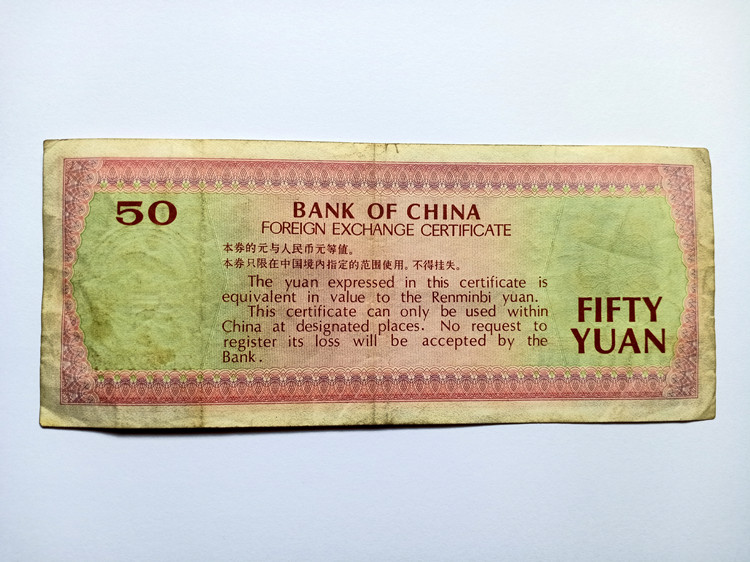 50
BANK OF CHINA
FOREIGN EXCHANGE CERTIFICATE
本券的元与人民币元等值。
本券只限在中国境内指定的范围使用。不得挂失。
The yuan expressed in this certificate is
equivalent in value to the Renminbi yuan.
This certificate can only be used within
China at designated places. No request to
register its loss will be accepted by the
Bank.
FIFTY
YUAN